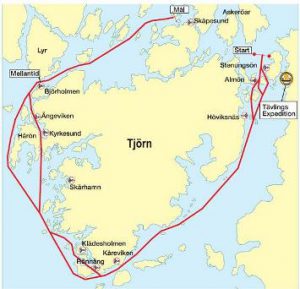 Mål
Askeröar
Lyr
Skåpesund
Start
Stenungsön
Mellantid
Björholmen
Almön
Ängeviken
Höviksnäs
Tävlings
Expedition
Kyrkesund
Härön
Tjörn
Skärhamn
Klädesholmen
Kåreviken
Rönnäng